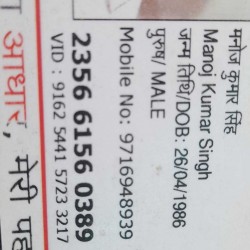 मनोज कुमार सिंह
Manoj Kumar Singh
जन्म तिथि/DOB: 26/04/1986
पुरुष/ MALE
Mobile No: 9716948939
2356 6156 0389
VID : 9162 5441 5723 3217
आधार, मेरी